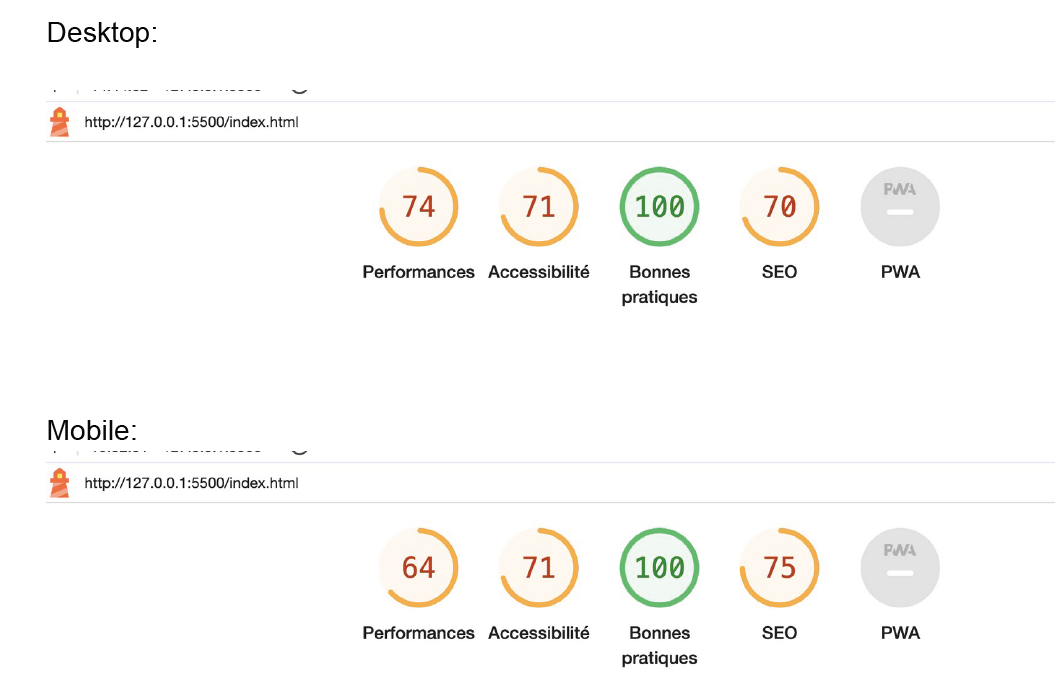 Desktop:
http://127.0.0.1:5500/index.html
74 71 100 70 PWA
Performances Accessibilité Bonnes pratiques SEO PWA
Mobile:
http://127.0.0.1:5500/index.html
64 71 100 75 PWA
Performances Accessibilité Bonnes pratiques SEO PWA